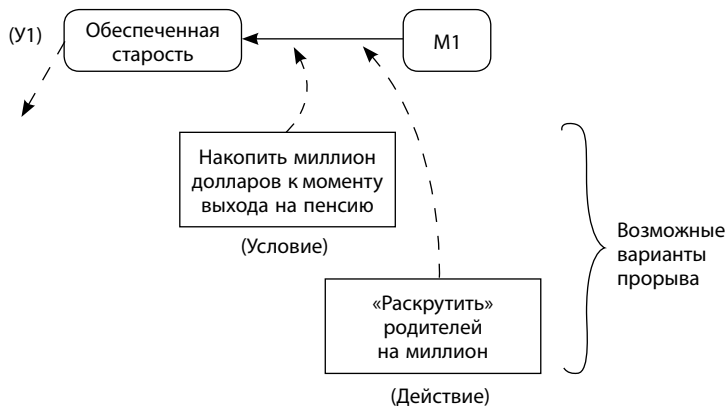 (У1)
Обеспеченная
старость
М1
Накопить миллион
долларов к моменту
выхода на пенсию
(Условие)
Возможные
варианты
прорыва
«Раскрутить»
родителей
на миллион
(Действие)